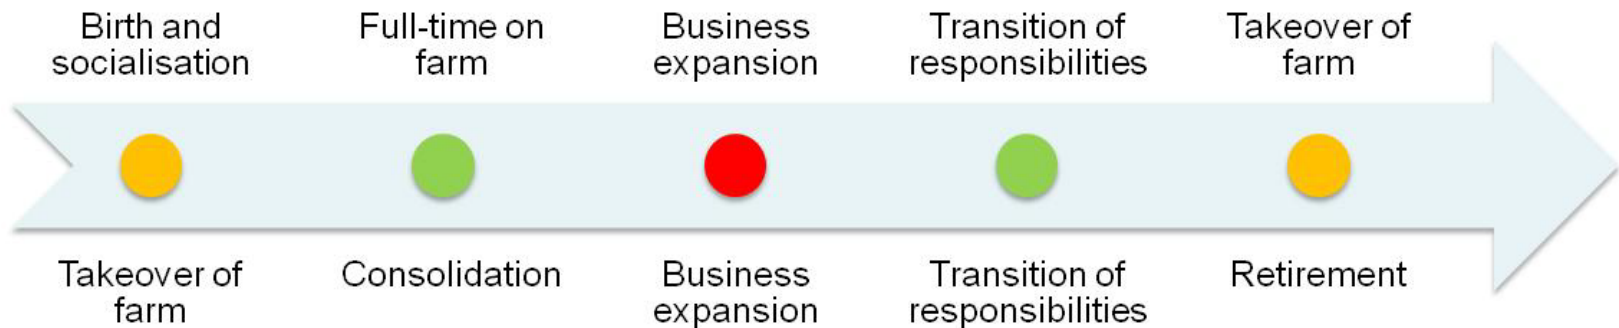 Birth and
socialisation
Full-time on
farm
Business
expansion
Transition of
responsibilities
Takeover of
farm
Takeover of
farm
Consolidation
Business
expansion
Transition of
responsibilities
Retirement